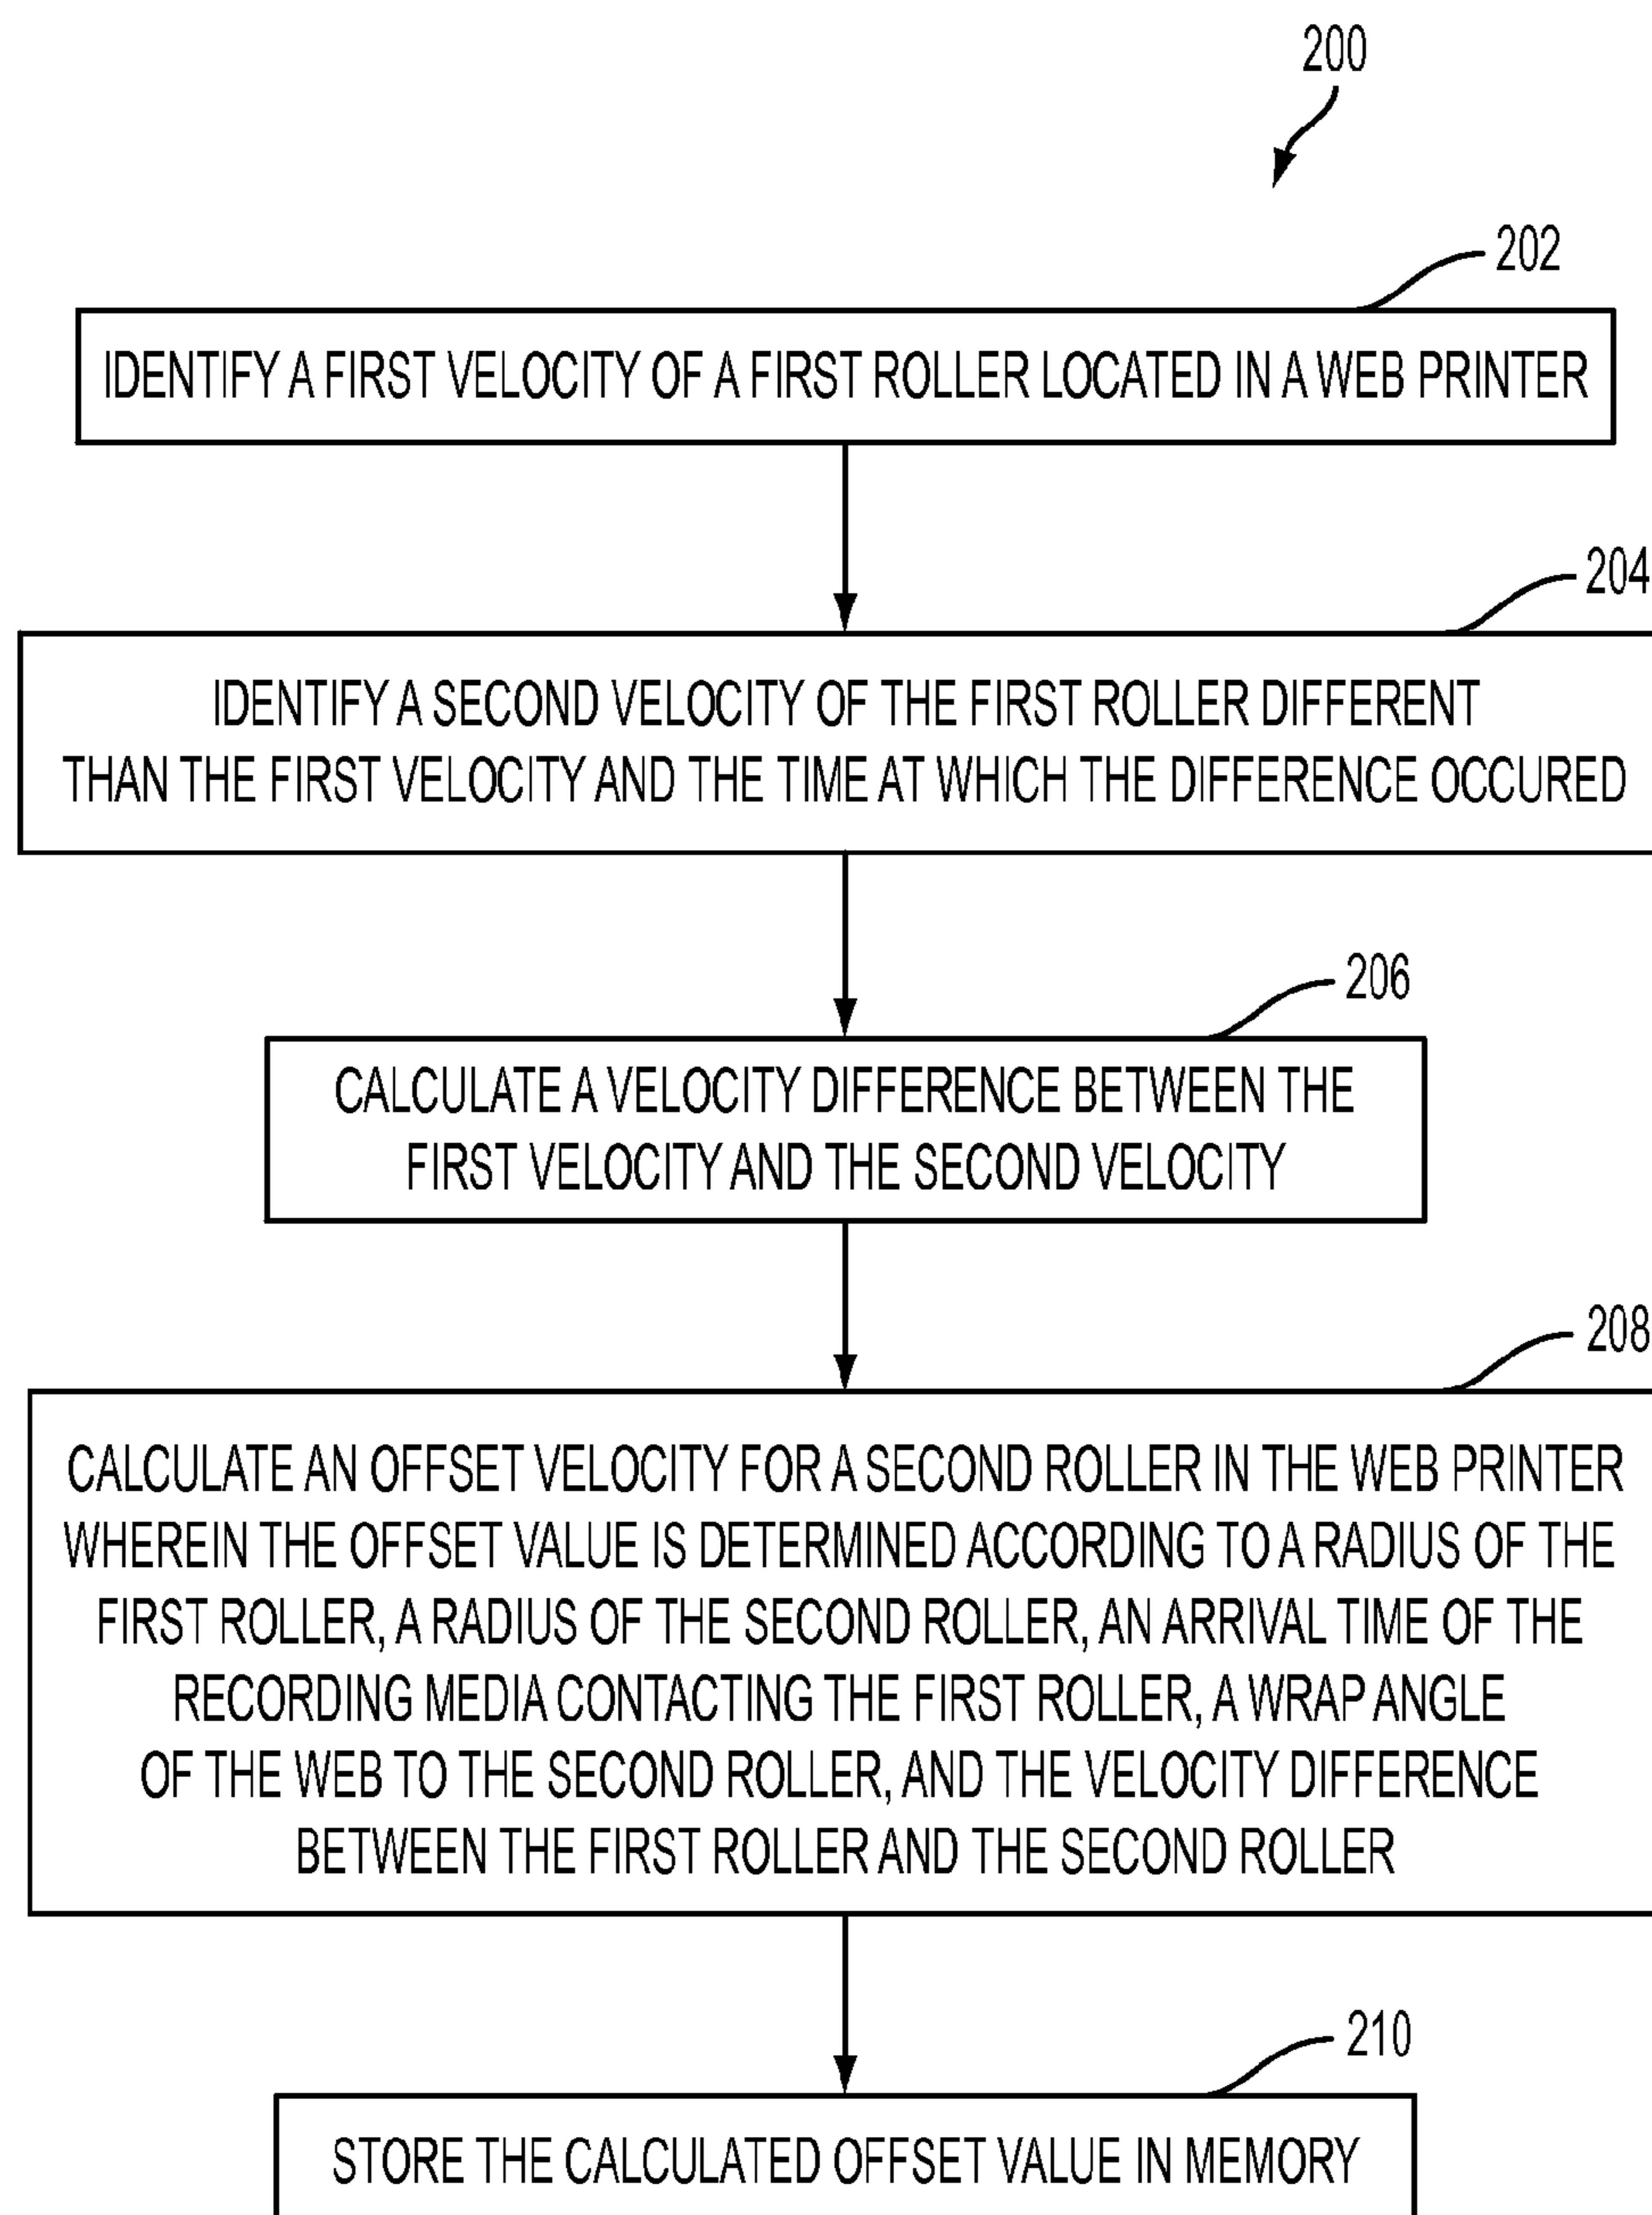 200
202
IDENTIFY A FIRST VELOCITY OF A FIRST ROLLER LOCATED IN A WEB PRINTER
204
IDENTIFY A SECOND VELOCITY OF THE FIRST ROLLER DIFFERENT
THAN THE FIRST VELOCITY AND THE TIME AT WHICH THE DIFFERENCE OCCURED
206
CALCULATE A VELOCITY DIFFERENCE BETWEEN THE
FIRST VELOCITY AND THE SECOND VELOCITY
208
CALCULATE AN OFFSET VELOCITY FOR A SECOND ROLLER IN THE WEB PRINTER
WHEREIN THE OFFSET VALUE IS DETERMINED ACCORDING TO A RADIUS OF THE
FIRST ROLLER, A RADIUS OF THE SECOND ROLLER, AN ARRIVAL TIME OF THE
RECORDING MEDIA CONTACTING THE FIRST ROLLER, A WRAP ANGLE
OF THE WEB TO THE SECOND ROLLER, AND THE VELOCITY DIFFERENCE
BETWEEN THE FIRST ROLLER AND THE SECOND ROLLER
210
STORE THE CALCULATED OFFSET VALUE IN MEMORY